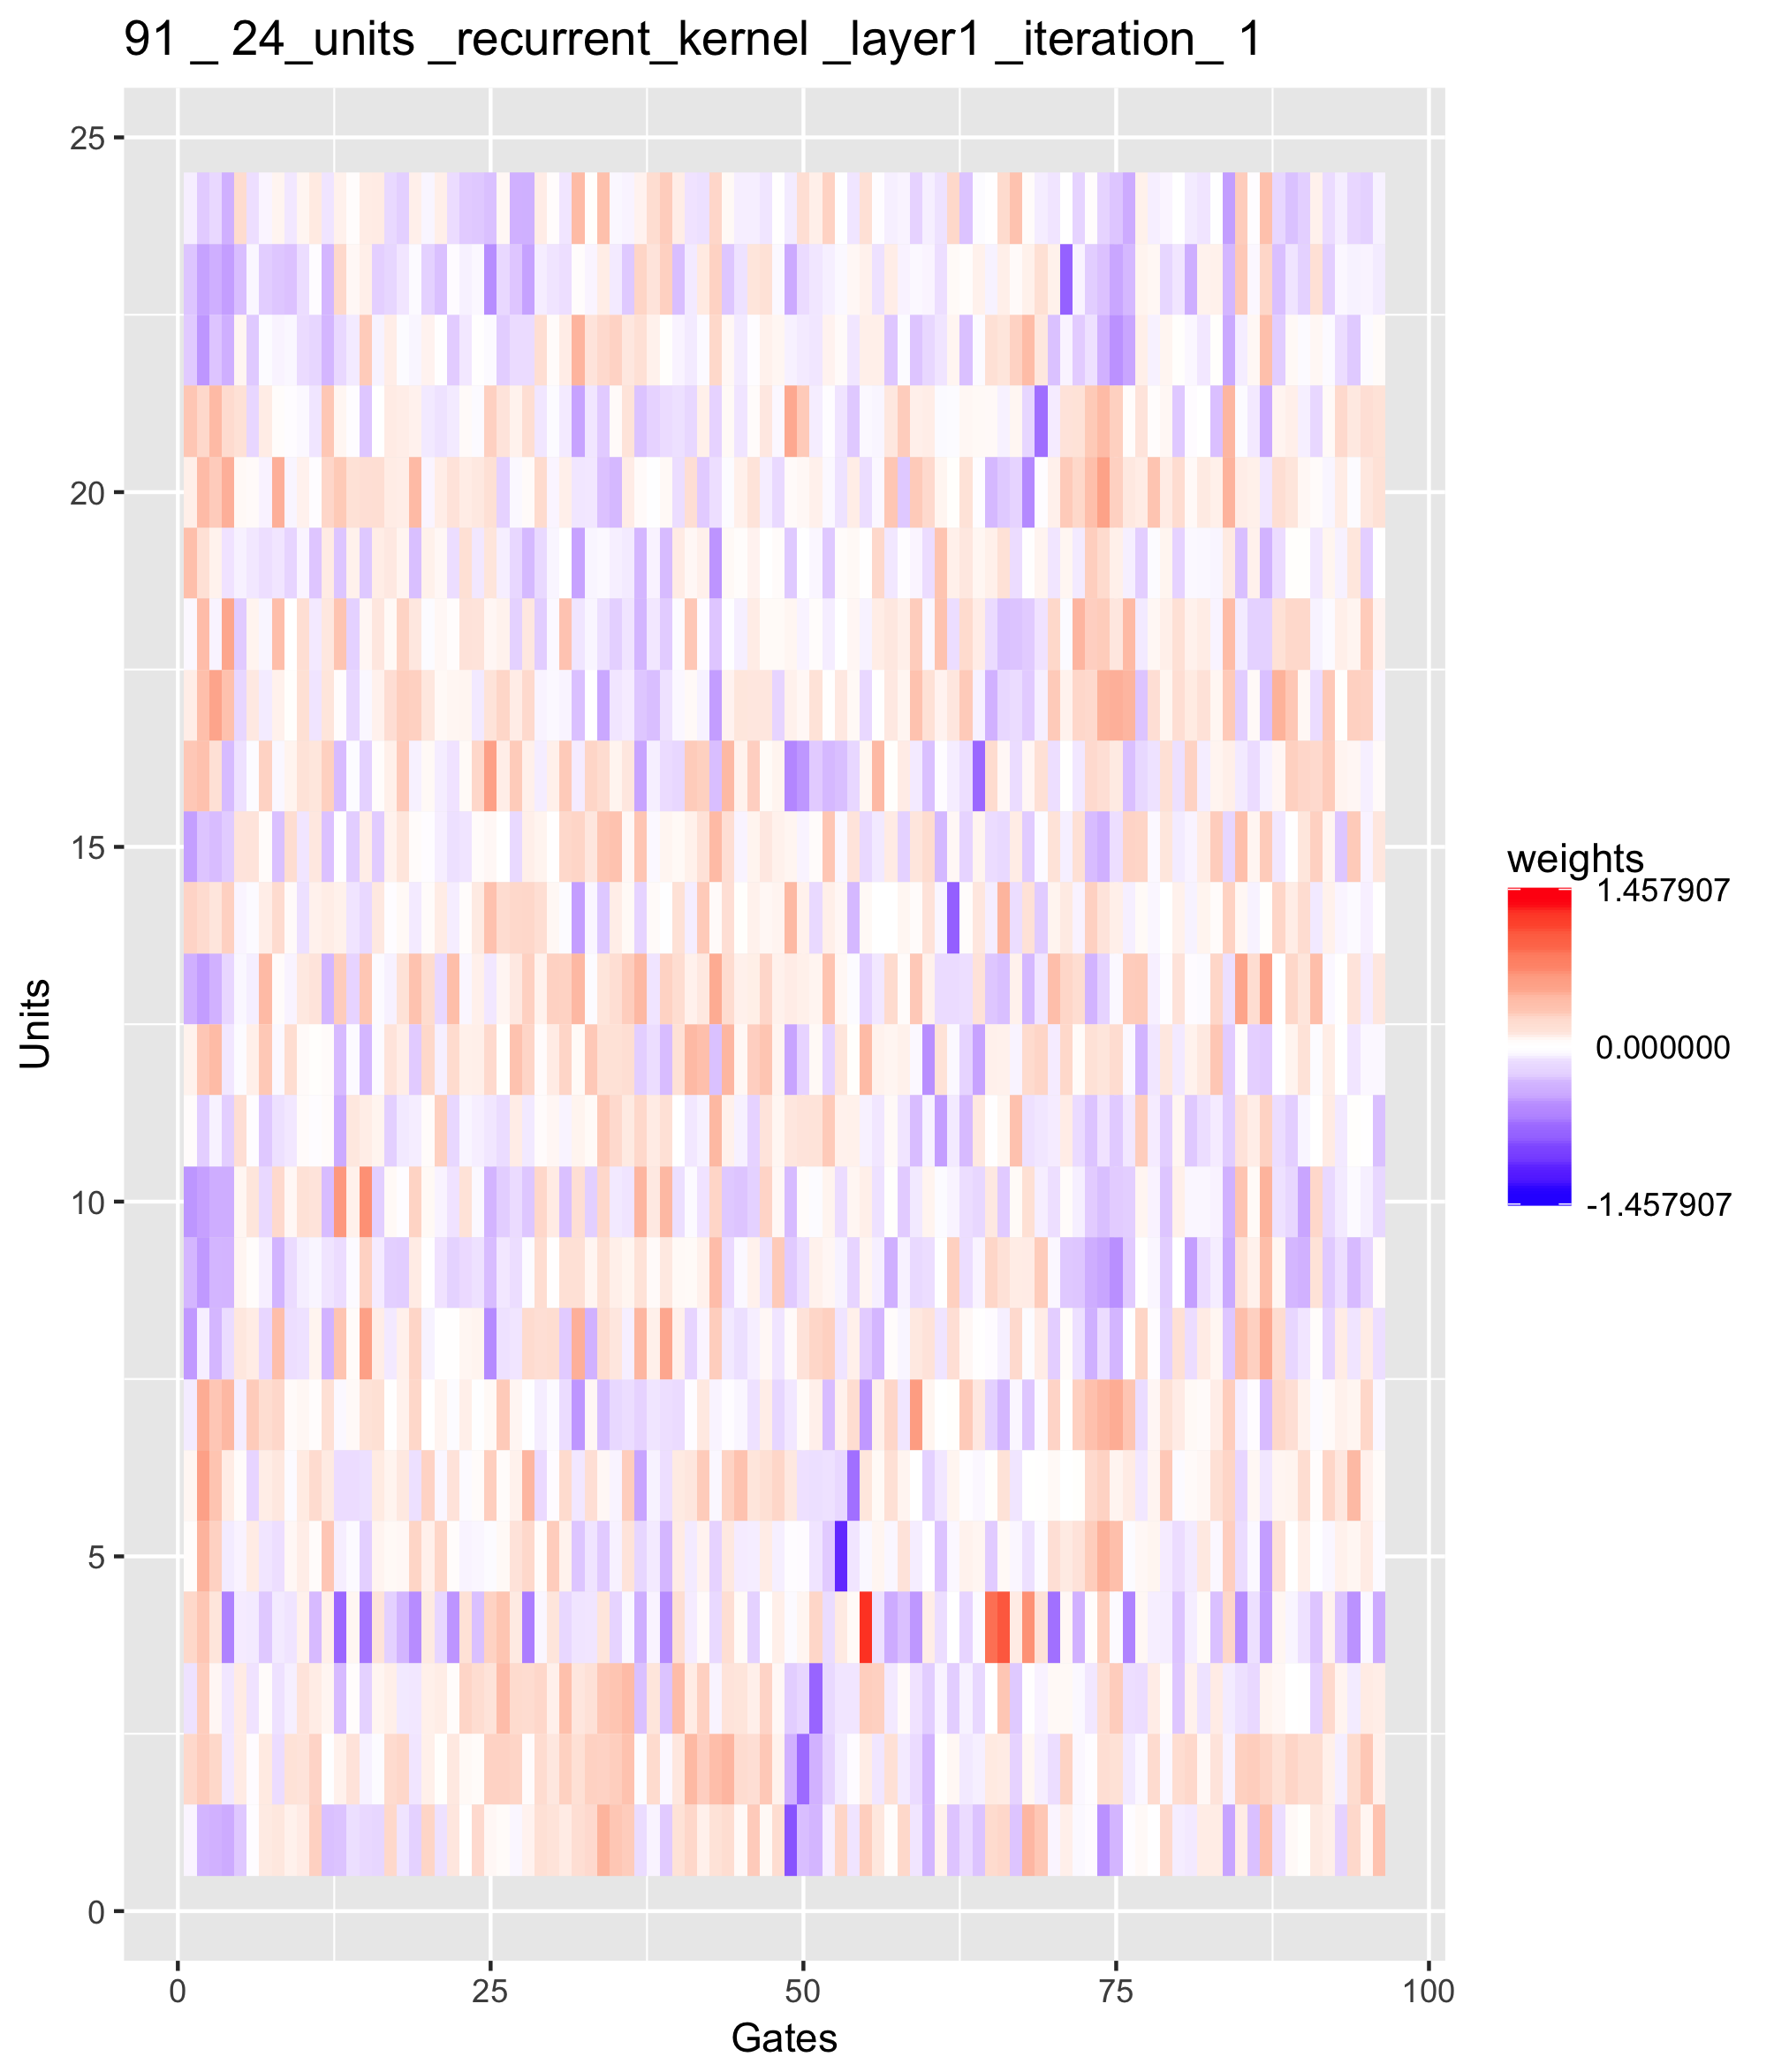 91 _ 24_units _recurrent_kernel _layer1 _iteration_ 1
25
20
15
10
5
0
Units
0 25 50 75 100
Gates
weights
1.457907
0.000000
-1.457907